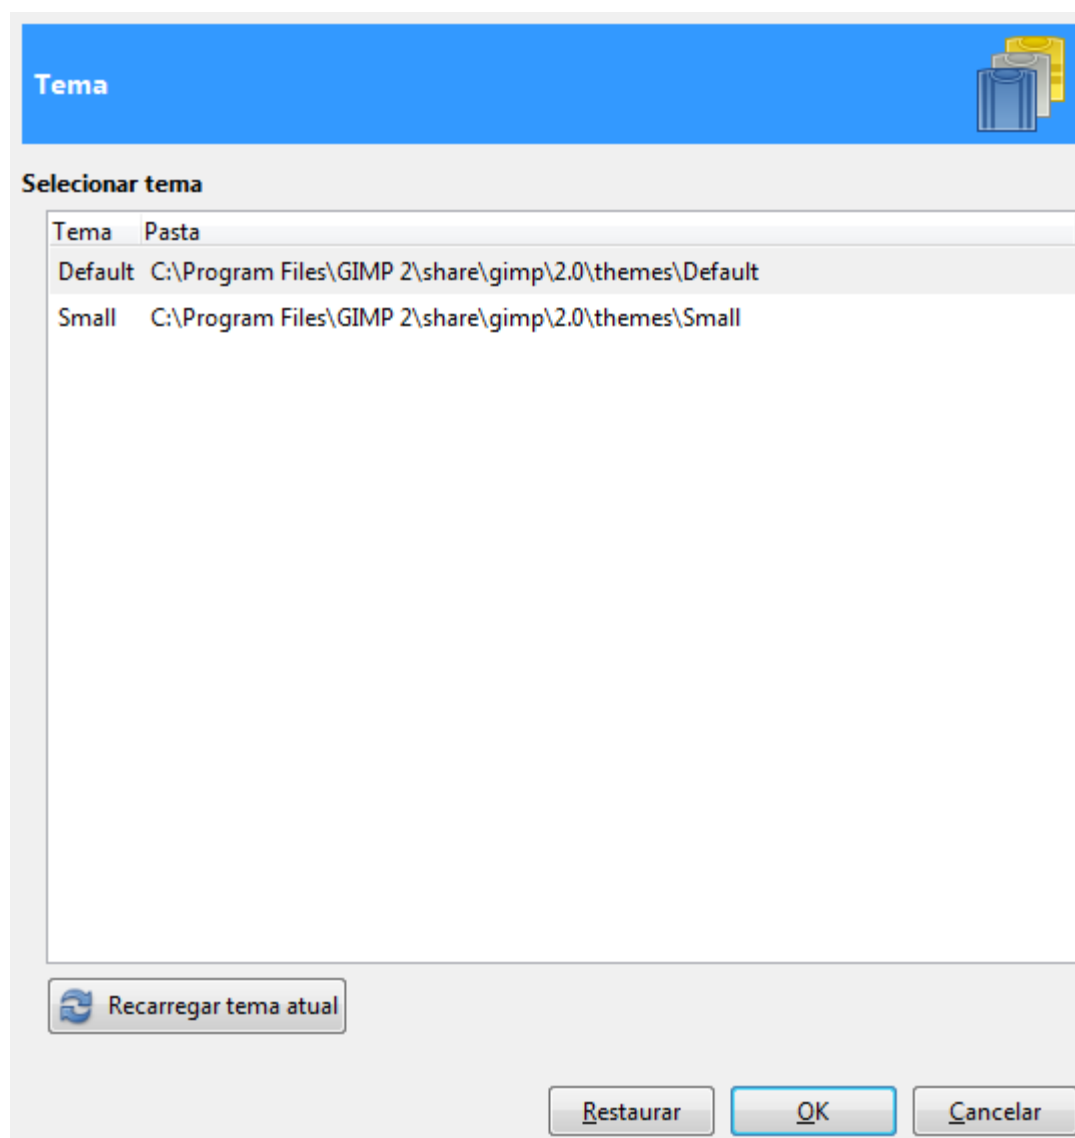 Tema
Selecionar tema
Tema Pasta
Default C:\Program Files\GIMP 2\share\gimp\2.0\themes\Default
Small C:\Program Files\GIMP 2\share\gimp\2.0\themes\Small
Recarregar tema atual
Restaurar OK Cancelar